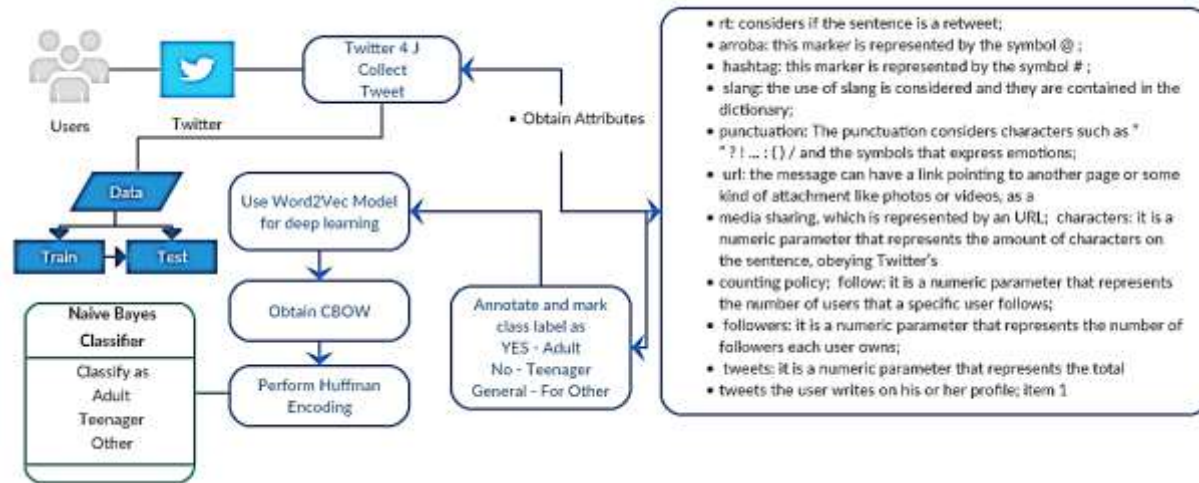 Users
Twitter
Twitter 4 J
Collect
Tweet
• Obtain Attributes
Data
Train
Test
Use Word2Vec Model
for deep learning
Obtain CBOW
Perform Huffman
Encoding
Naive Bayes
Classifier
Classify as
Adult
Teenager
Other
Annotate and mark
class label as
YES - Adult
No - Teenager
General - For Other
• rt: considers if the sentence is a retweet;
• arroba: this marker is represented by the symbol @ ;
• hashtag: this marker is represented by the symbol # ;
• slang: the use of slang is considered and they are contained in the
dictionary;
• punctuation: The punctuation considers characters such as "
" ? ! ... : ( ) / and the symbols that express emotions;
• url: the message can have a link pointing to another page or some
kind of attachment like photos or videos, as a
• media sharing, which is represented by an URL; characters: it is a
numeric parameter that represents the amount of characters on
the sentence, obeying Twitter's
• counting policy; follow: it is a numeric parameter that represents
the number of users that a specific user follows;
• followers: it is a numeric parameter that represents the number of
followers each user owns;
• tweets: it is a numeric parameter that represents the total
• tweets the user writes on his or her profile; item 1